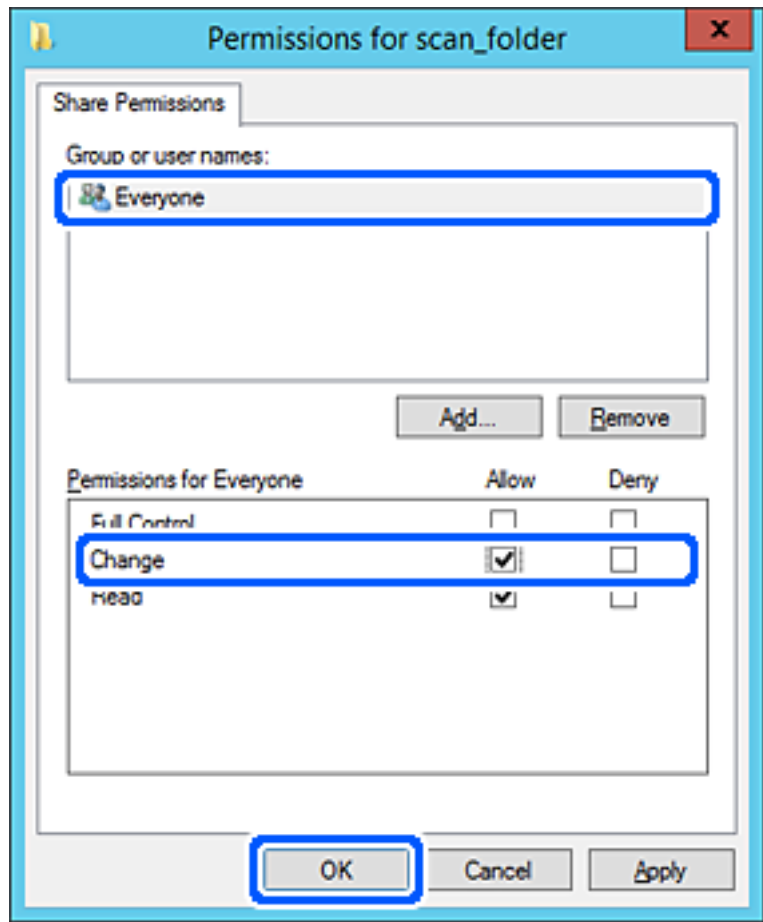 Permissions for scan_folder
Share Permissions
Group or user names:
Everyone
Add... Remove
Permissions for Everyone Allow Deny
Full Control
Change
Read
OK Cancel Apply